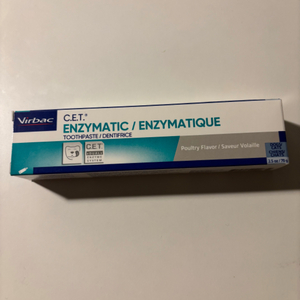 Virbac
C.E.T.®
ENZYMATIC / ENZYMATIQUE
TOOTHPASTE / DENTIFRICE
CET
Poultry Flavor / Saveur Volaille